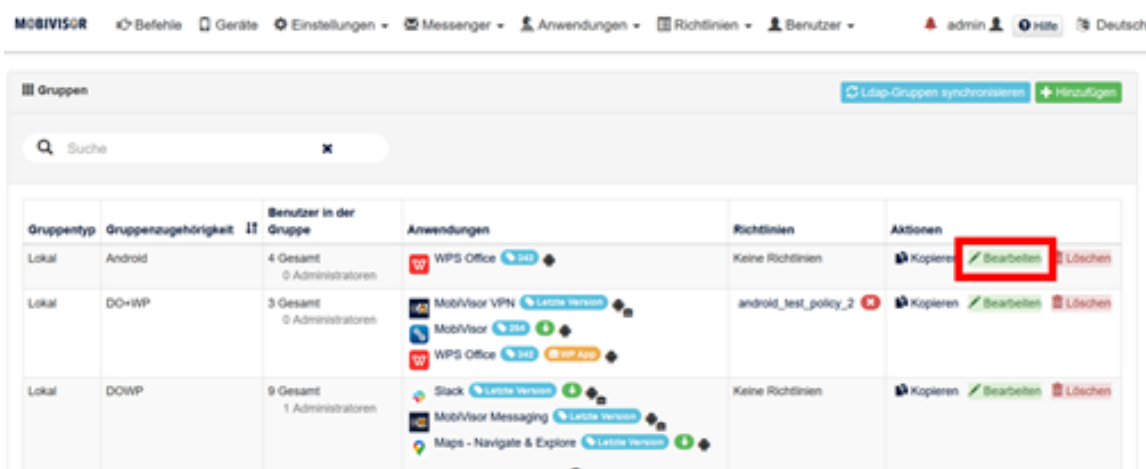 MOBIVISOR Befehle Geräte Einstellungen Messenger Anwendungen Richtlinien Benutzer admin Hilfe Deutsch
Gruppen Ldap-Gruppen synchronisieren Hinzufügen
Suche
Gruppentyp Gruppenzugehörigkeit Benutzer in der Gruppe Anwendungen Richtlinien Aktionen
Lokal Android 4 Gesamt WPS Office 342 Keine Richtlinien Kopieren Bearbeiten Löschen
0 Administratoren
Lokal DO+WP 3 Gesamt MobiVisor VPN Letzte Version android_test_policy_2 Kopieren Bearbeiten Löschen
0 Administratoren
MobiVisor 284
WPS Office 342 WP App
Lokal DOWP 9 Gesamt Slack Letzte Version Keine Richtlinien Kopieren Bearbeiten Löschen
1 Administratoren
MobiVisor Messaging Letzte Version
Maps - Navigate & Explore Letzte Version